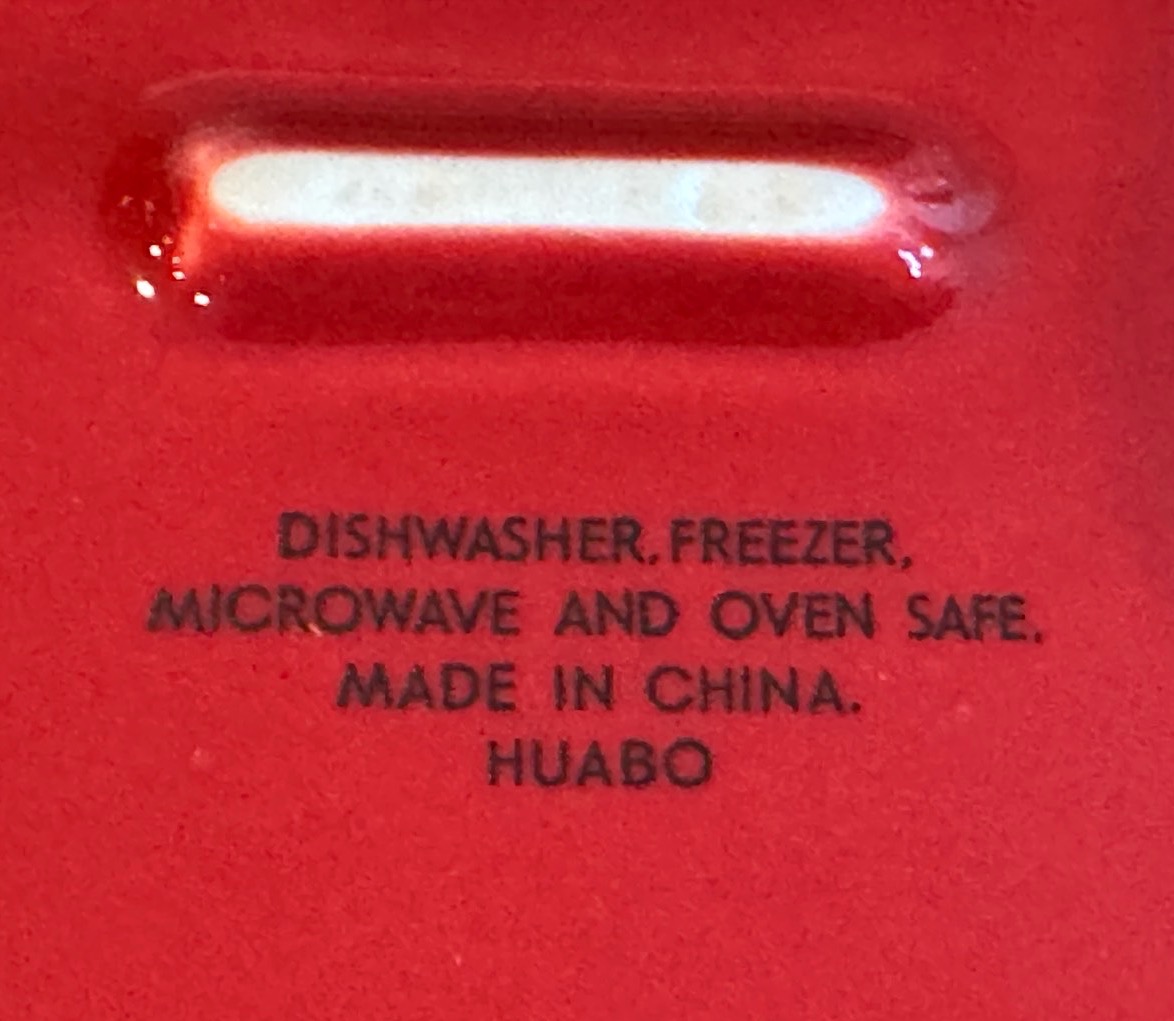 DISHWASHER, FREEZER,
MICROWAVE AND OVEN SAFE.
MADE IN CHINA.
HUABO